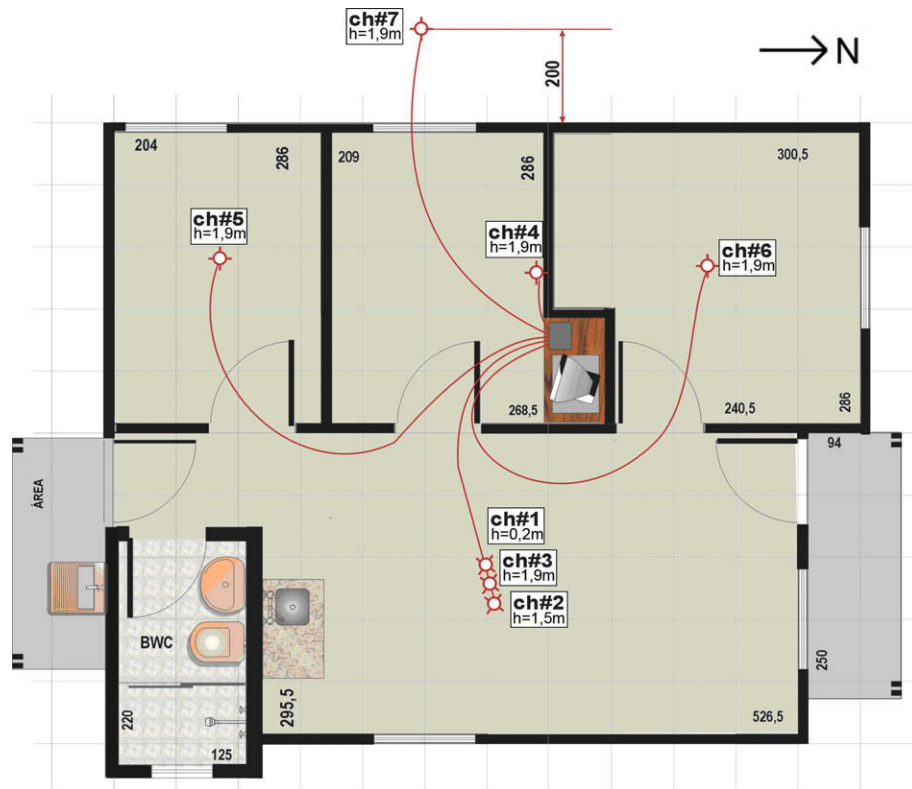 ch#7
h=1,9m
N
200
204
286
209
286
300,5
ch#5
h=1,9m
ch#4
h=1,9m
ch#6
h=1,9m
268,5
240,5
286
94
ÁREA
ch#1
h=0,2m
ch#3
h=1,9m
ch#2
h=1,5m
BWC
250
220
295,5
526,5
125